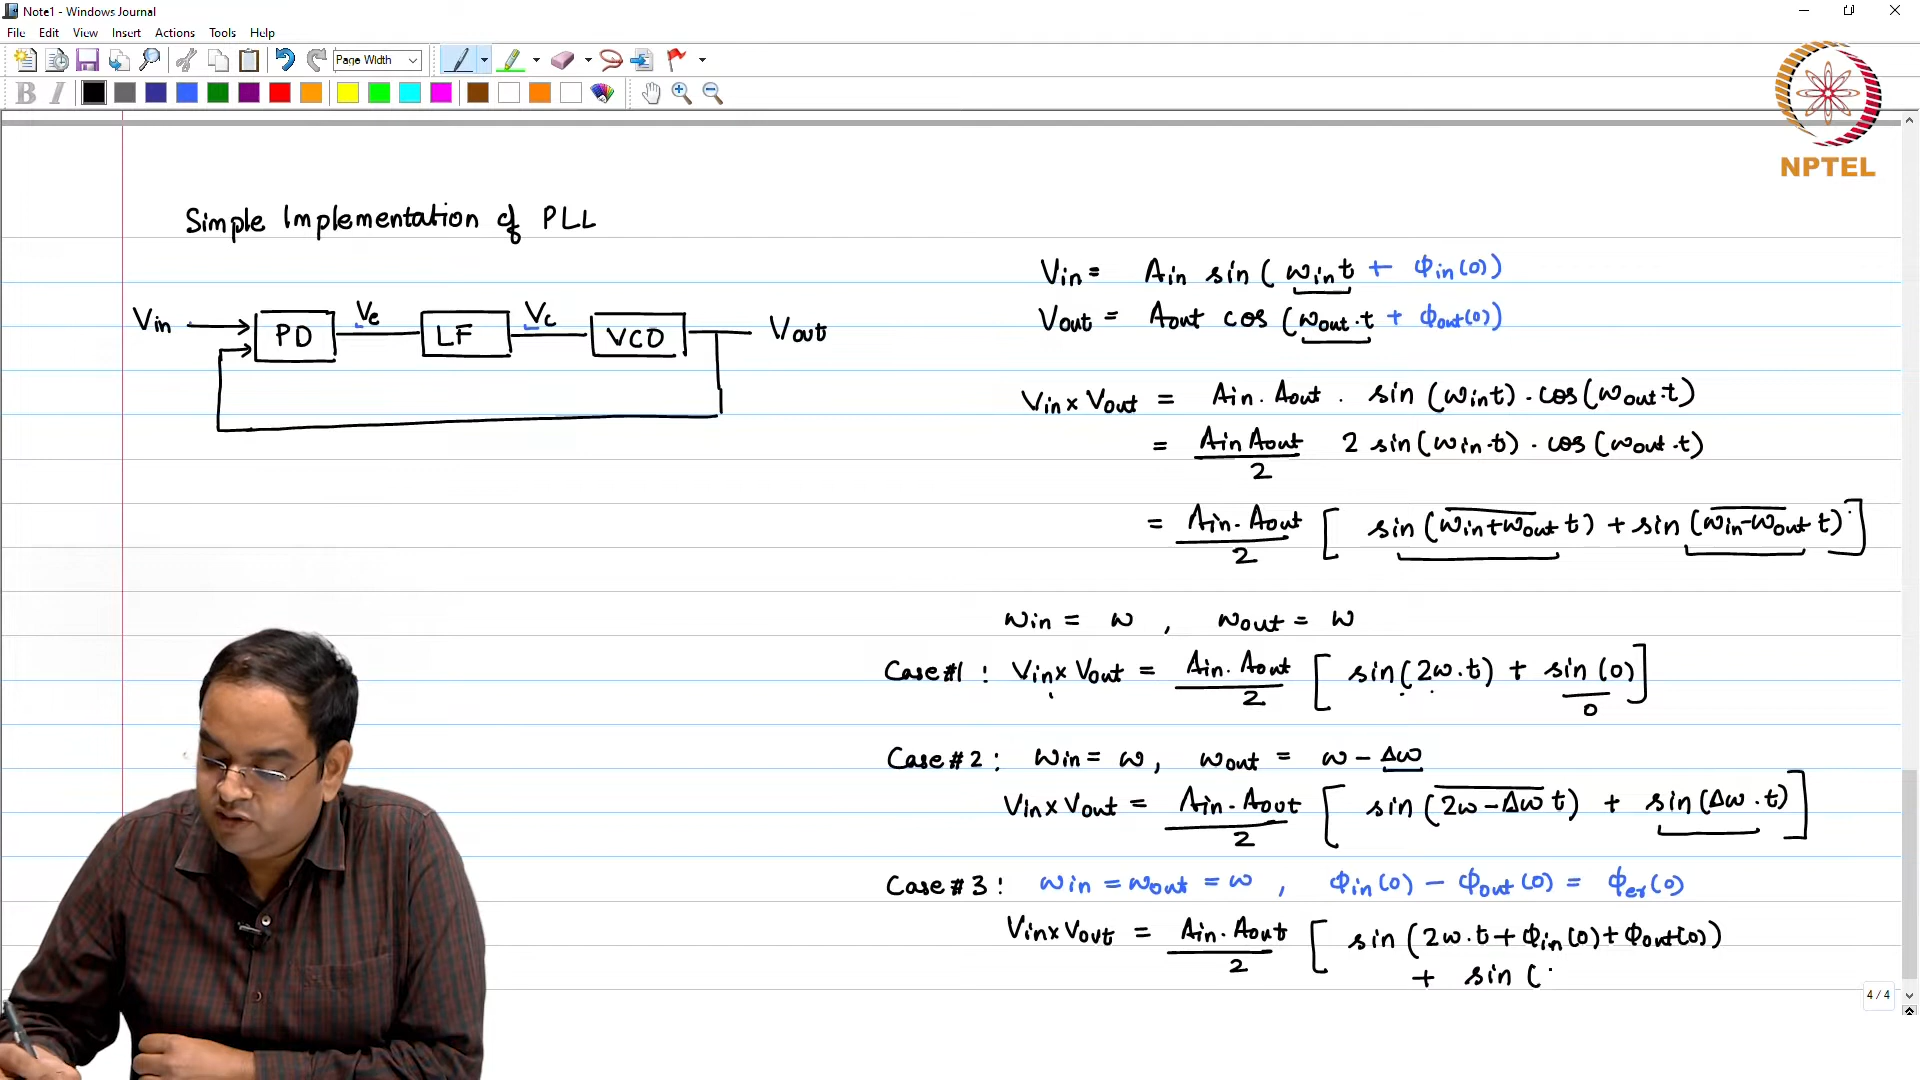 Note1 - Windows Journal
File Edit View Insert Actions Tools Help
Page Width
B I
NPTEL
Simple Implementation of PLL
Vin PD Ve LF Vc VCO Vout
Vin = Ain sin( ωin t + Φin(0))
Vout = Aout cos (ωout·t + Φout(0))
Vin x Vout = Ain. Aout . sin (ωint) . cos(ωout·t)
= Ain Aout / 2 2 sin(ωin·t) . cos (ωout·t)
= Ain. Aout / 2 [ sin (ωin+ωout t) + sin (ωin-ωout t) ]
ωin = ω , ωout = ω
Case#1 : Vin x Vout = Ain. Aout / 2 [ sin(2ω.t) + sin (0) ]
0
Case#2 : ωin = ω, ωout = ω - Δω
Vin x Vout = Ain. Aout / 2 [ sin (2ω-Δω t) + sin(Δω.t) ]
Case#3 : ωin = ωout = ω , Φin(0) - Φout(0) = Φer(0)
Vin x Vout = Ain. Aout / 2 [ sin (2ω.t + Φin(0) + Φout(0))
+ sin (
4 / 4